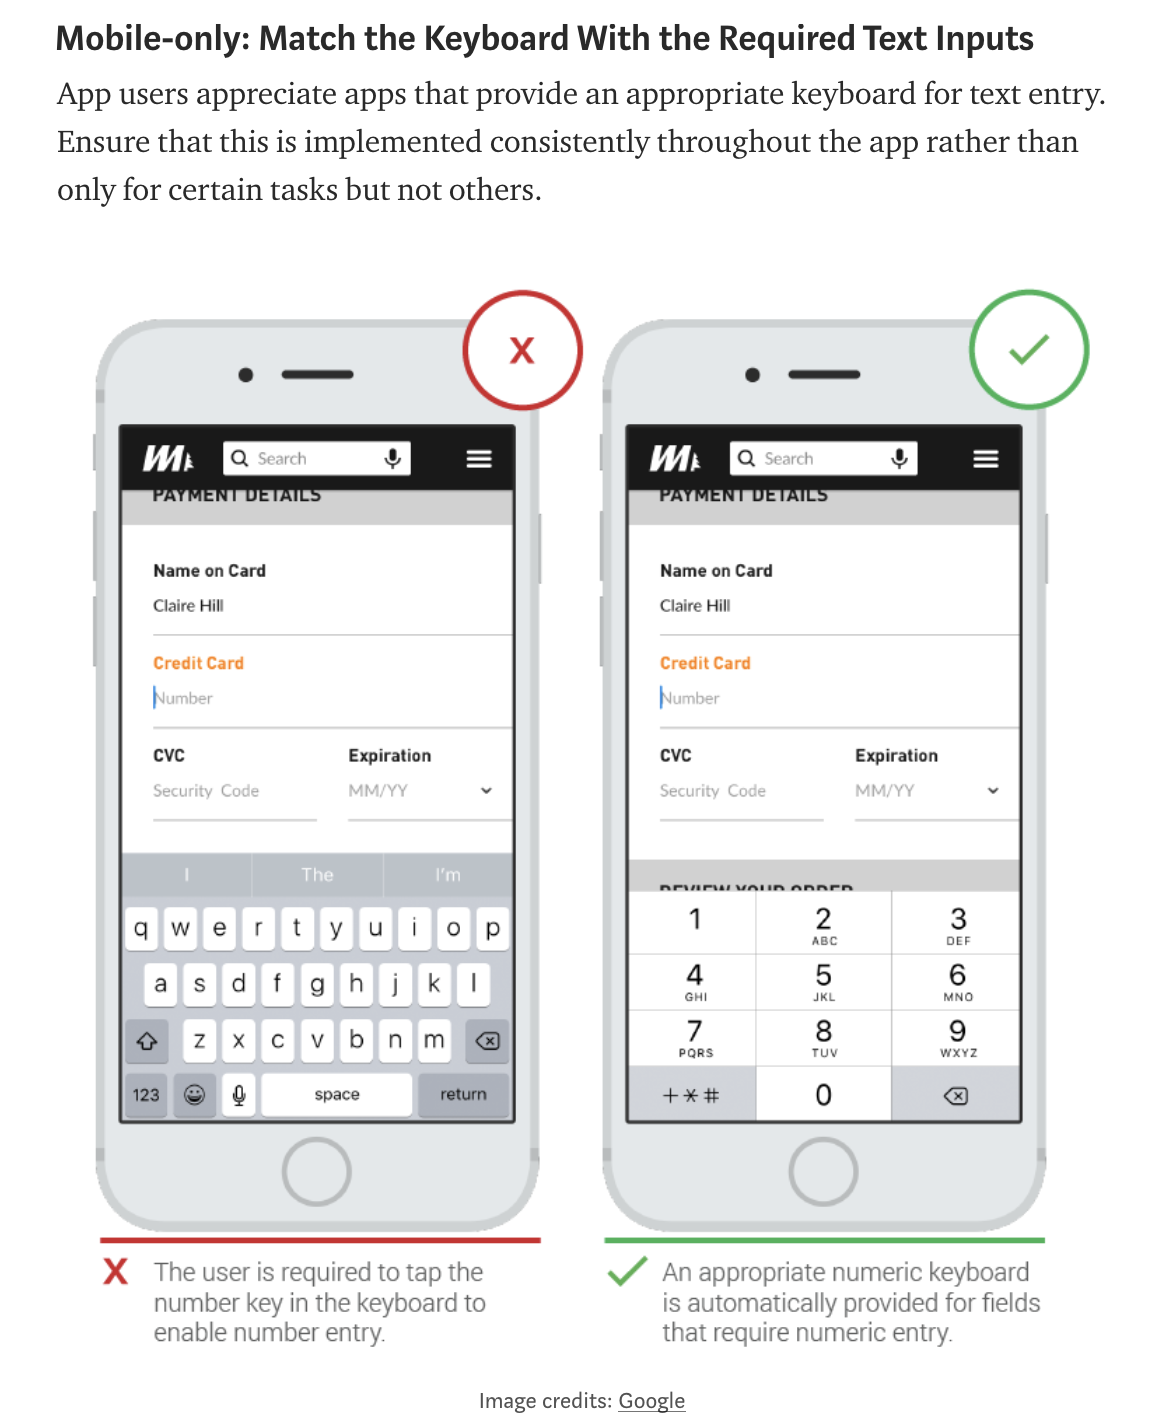 Mobile-only: Match the Keyboard With the Required Text Inputs
App users appreciate apps that provide an appropriate keyboard for text entry.
Ensure that this is implemented consistently throughout the app rather than
only for certain tasks but not others.
X
M
Search
PAYMENT DETAILS
Name on Card
Claire Hill
Credit Card
Number
CVC
Expiration
Security Code
MM/YY
I The I'm
q w e r t y u i o p
a s d f g h j k l
z x c v b n m
123 space return
X The user is required to tap the
number key in the keyboard to
enable number entry.
M
Search
PAYMENT DETAILS
Name on Card
Claire Hill
Credit Card
Number
CVC
Expiration
Security Code
MM/YY
REVIEW YOUR ORDER
1 2 3
ABC DEF
4 5 6
GHI JKL MNO
7 8 9
PQRS TUV WXYZ
+*# 0
An appropriate numeric keyboard
is automatically provided for fields
that require numeric entry.
Image credits: Google